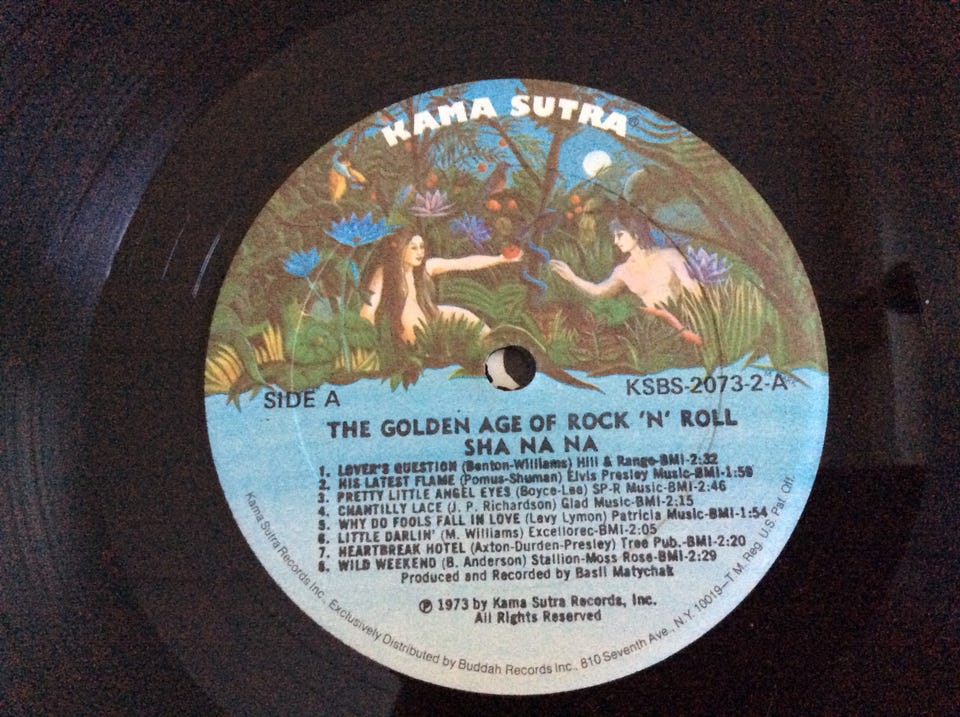 KAMA SUTRA®
SIDE A
KSBS-2073-2-A
THE GOLDEN AGE OF ROCK 'N' ROLL
SHA NA NA
1. LOVER'S QUESTION (Benton-Williams) Hill & Range-BMI-2:32
2. HIS LATEST FLAME (Pomus-Shuman) Elvis Presley Music-BMI-1:58
3. PRETTY LITTLE ANGEL EYES (Boyce-Lee) SP-R Music-BMI-2:46
4. CHANTILLY LACE (J. P. Richardson) Glad Music-BMI-2:15
5. WHY DO FOOLS FALL IN LOVE (Levy Lymon) Patricia Music-BMI-1:54
6. LITTLE DARLIN' (M. Williams) Excellorec-BMI-2:05
7. HEARTBREAK HOTEL (Axton-Durden-Presley) Tree Pub.-BMI-2:20
8. WILD WEEKEND (B. Anderson) Stallion-Moss Rose-BMI-2:29
Produced and Recorded by Basil Matychak
℗ 1973 by Kama Sutra Records, Inc.
All Rights Reserved
Kama Sutra Records Inc., Exclusively Distributed by Buddah Records Inc., 810 Seventh Ave., N.Y. 10019—T.M. Reg. U.S. Pat. Off.